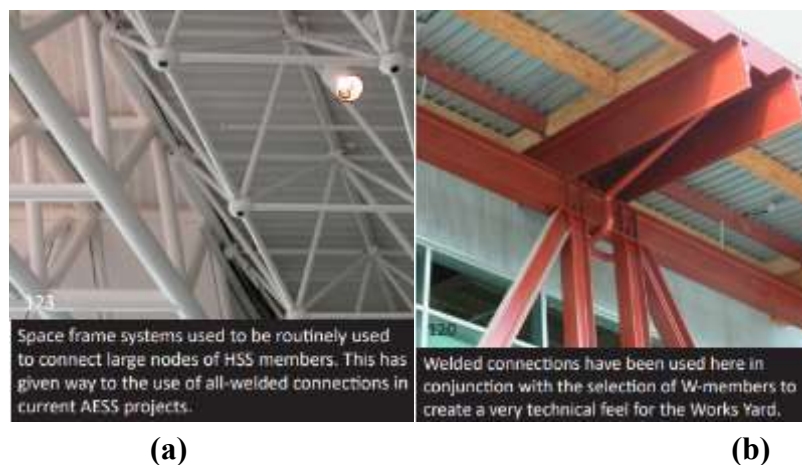 123
Space frame systems used to be routinely used
to connect large nodes of HSS members. This has
given way to the use of all-welded connections in
current AESS projects.
120
Welded connections have been used here in
conjunction with the selection of W-members to
create a very technical feel for the Works Yard.
(a)
(b)